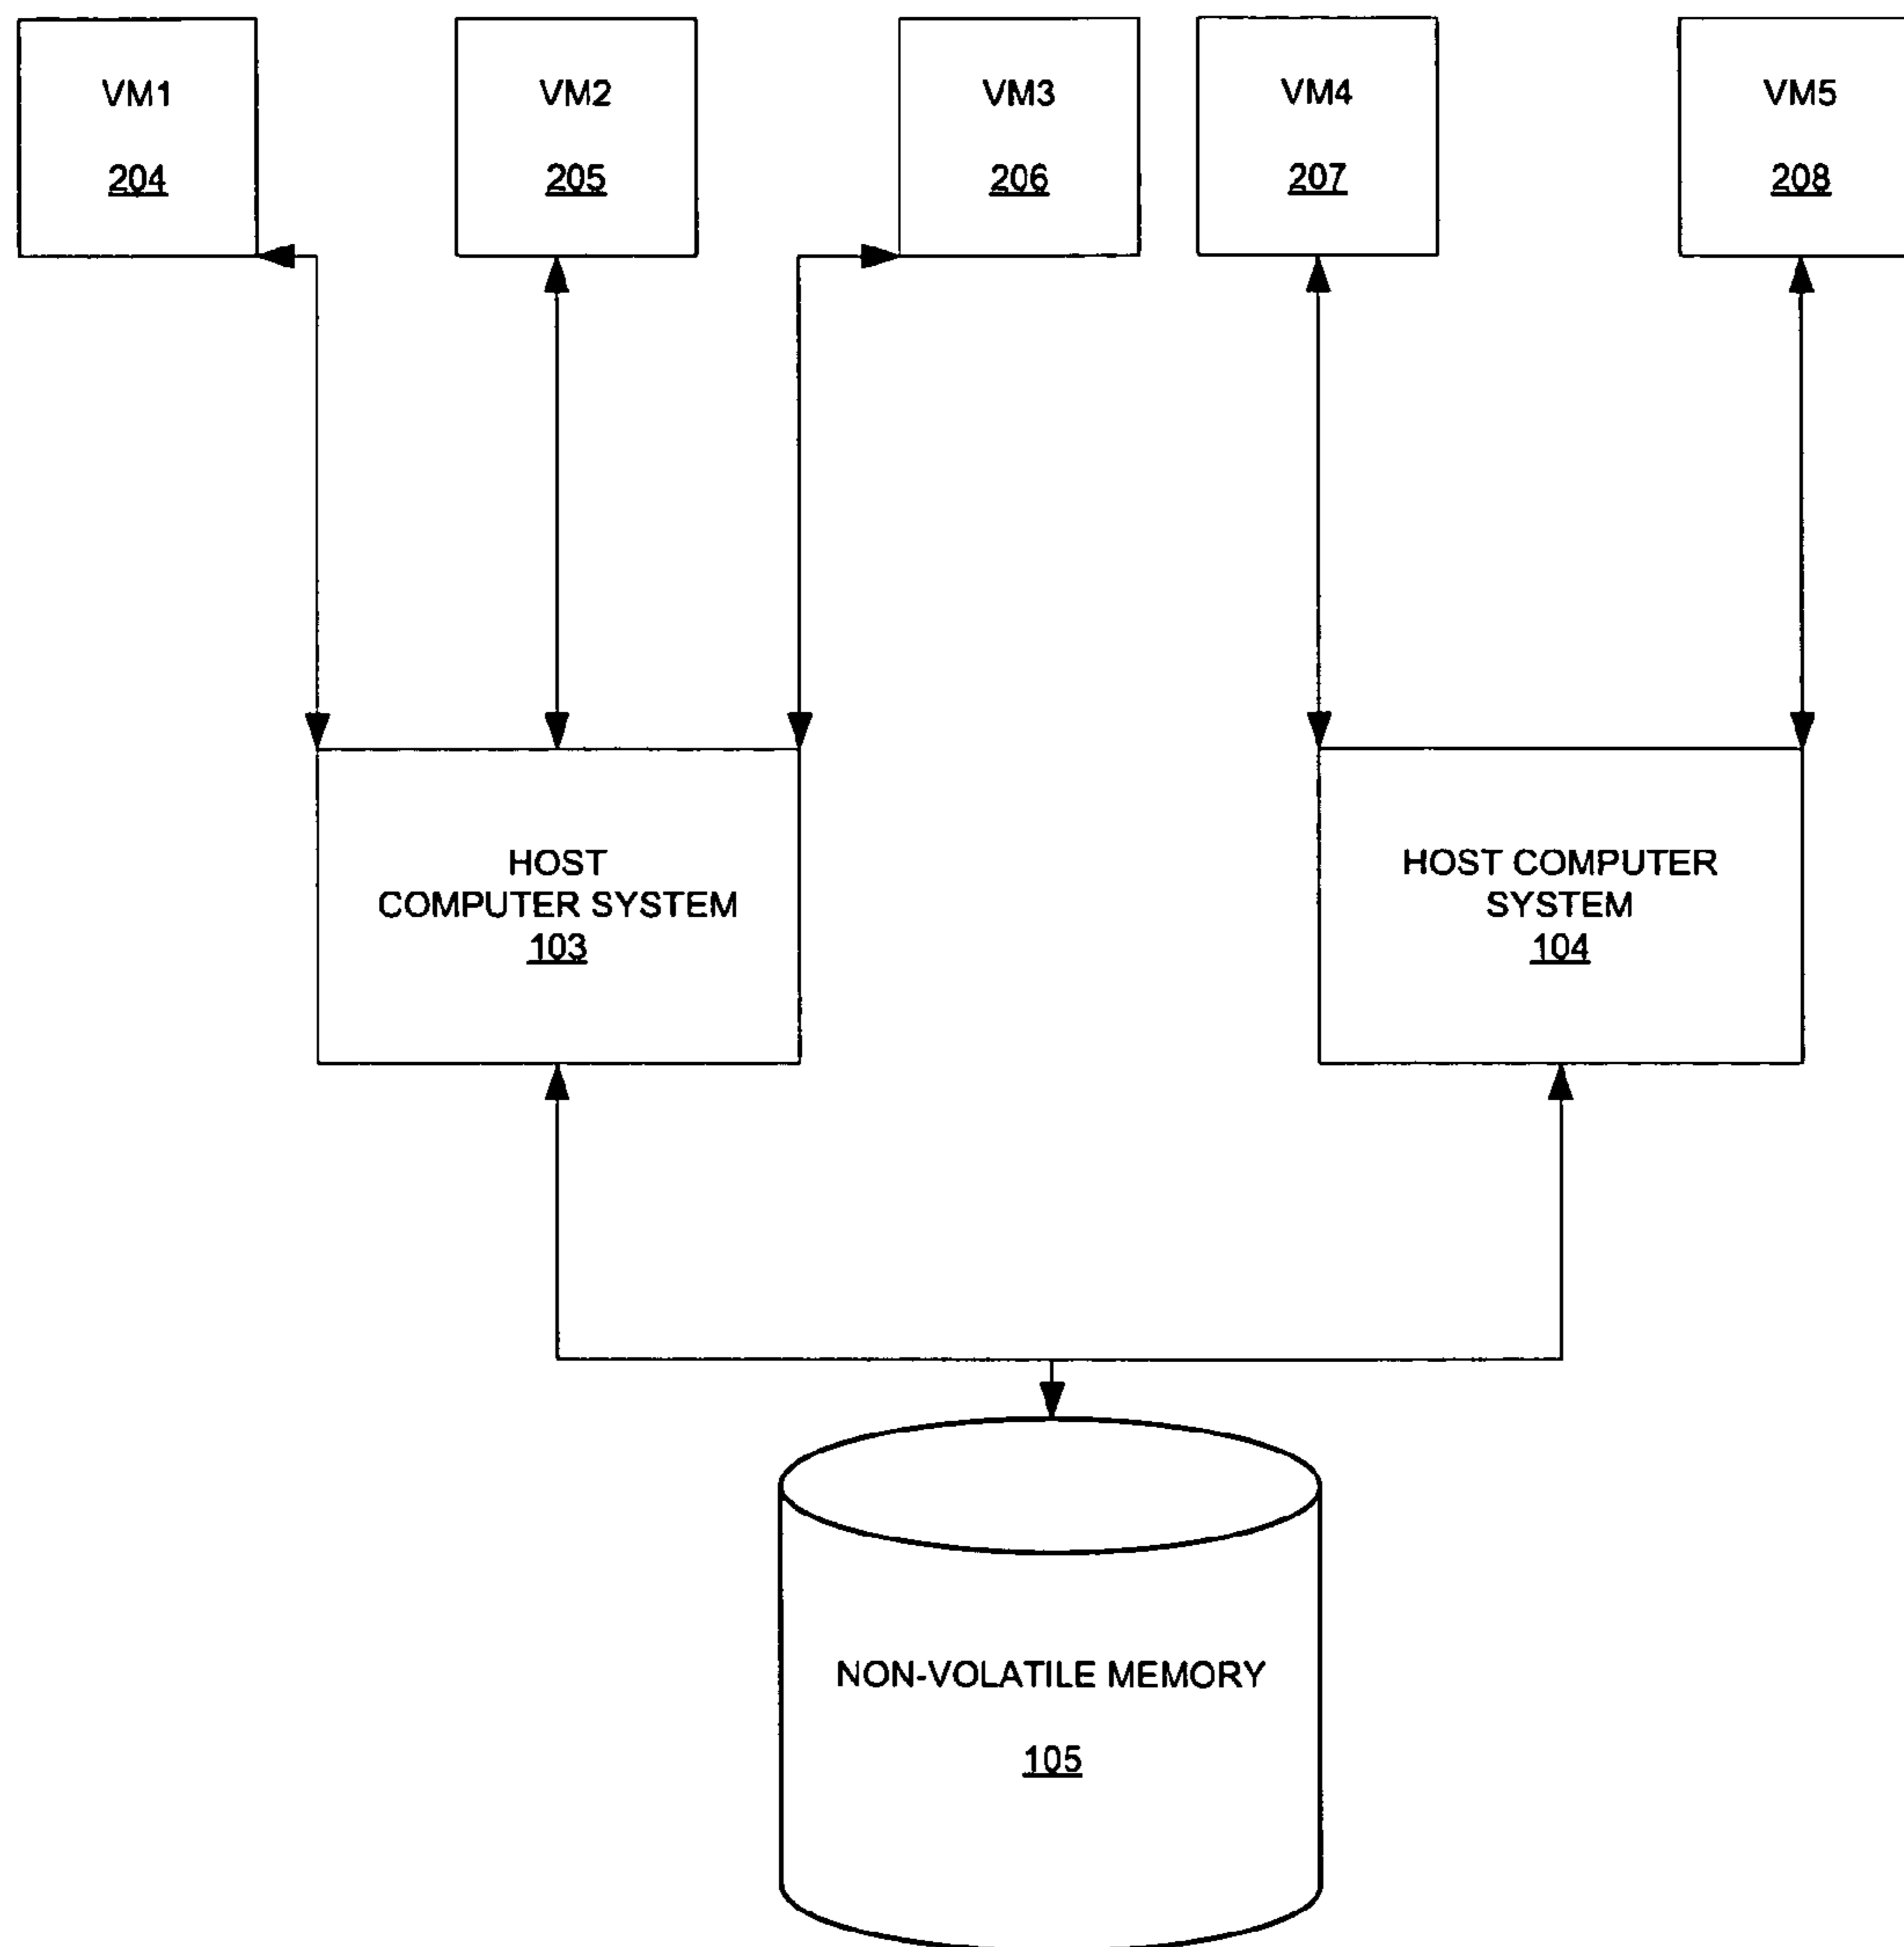 VM1
204
VM2
205
VM3
206
VM4
207
VM5
208
HOST
COMPUTER SYSTEM
103
HOST COMPUTER
SYSTEM
104
NON-VOLATILE MEMORY
105